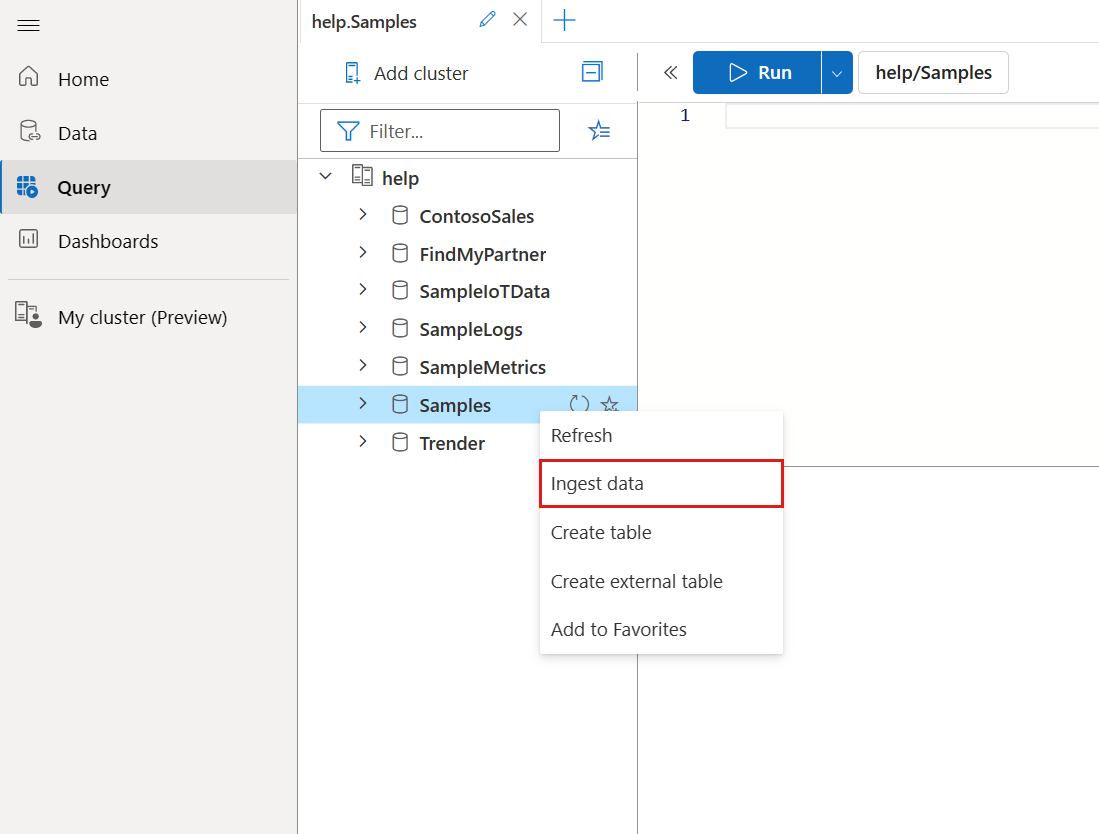 Home
Data
Query
Dashboards
My cluster (Preview)
help.Samples
Add cluster
Filter...
help
ContosoSales
FindMyPartner
SampleIoTData
SampleLogs
SampleMetrics
Samples
Trender
Refresh
Ingest data
Create table
Create external table
Add to Favorites
Run
help/Samples
1